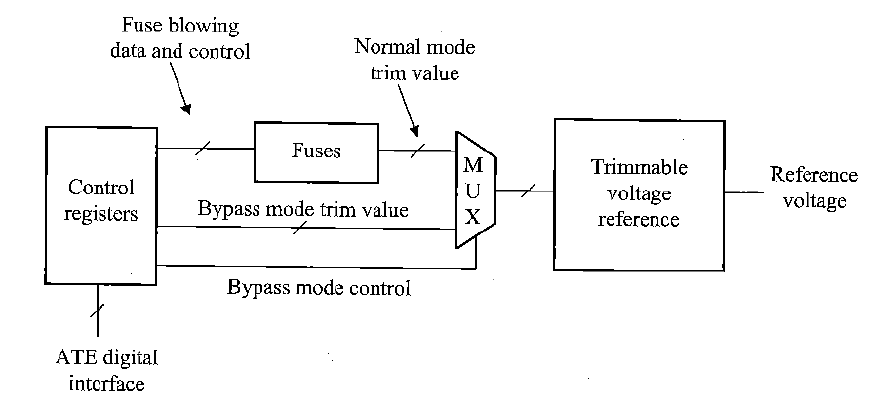 Fuse blowing
data and control
Normal mode
trim value
Control
registers
Fuses
Bypass mode trim value
Bypass mode control
M
U
X
Trimmable
voltage
reference
Reference
voltage
ATE digital
interface